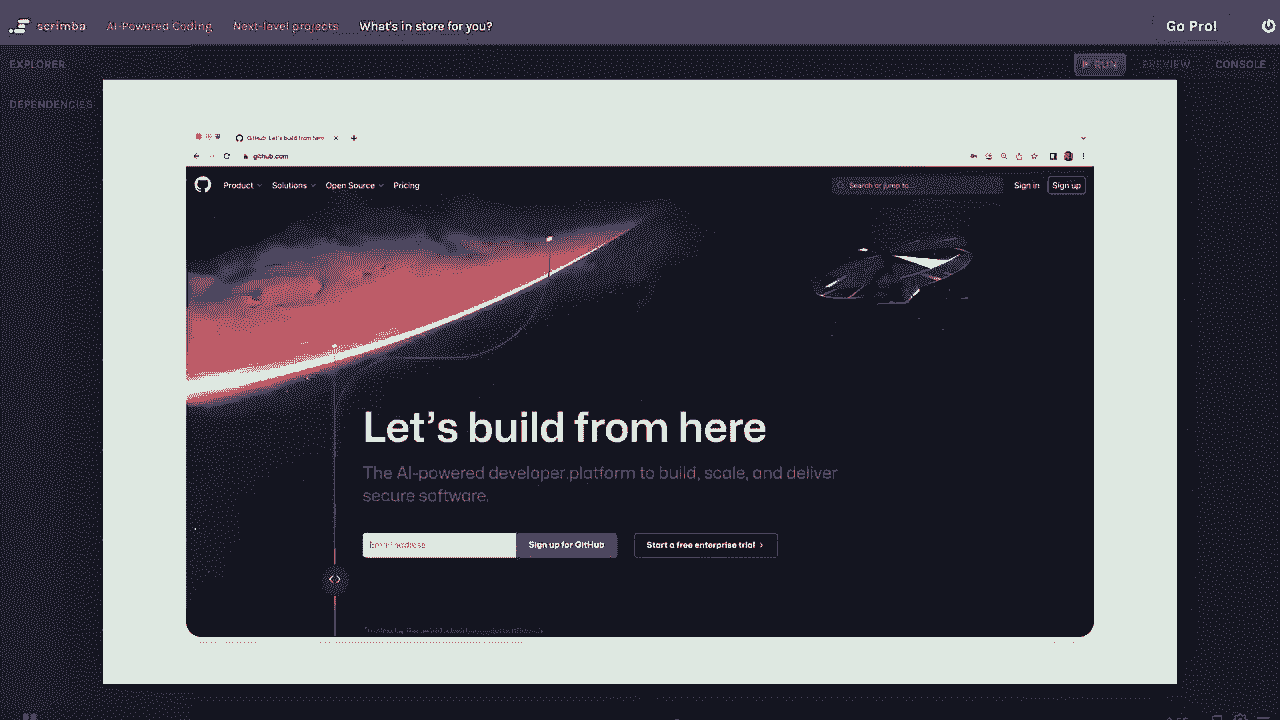 scrimba AI-Powered Coding Next-level projects What's in store for you? Go Pro!
EXPLORER RUN PREVIEW CONSOLE
DEPENDENCIES
GitHub: Let's build from here
github.com
Product Solutions Open Source Pricing Search or jump to... Sign in Sign up
Let's build from here
The AI-powered developer platform to build, scale, and deliver
secure software.
Email address Sign up for GitHub Start a free enterprise trial